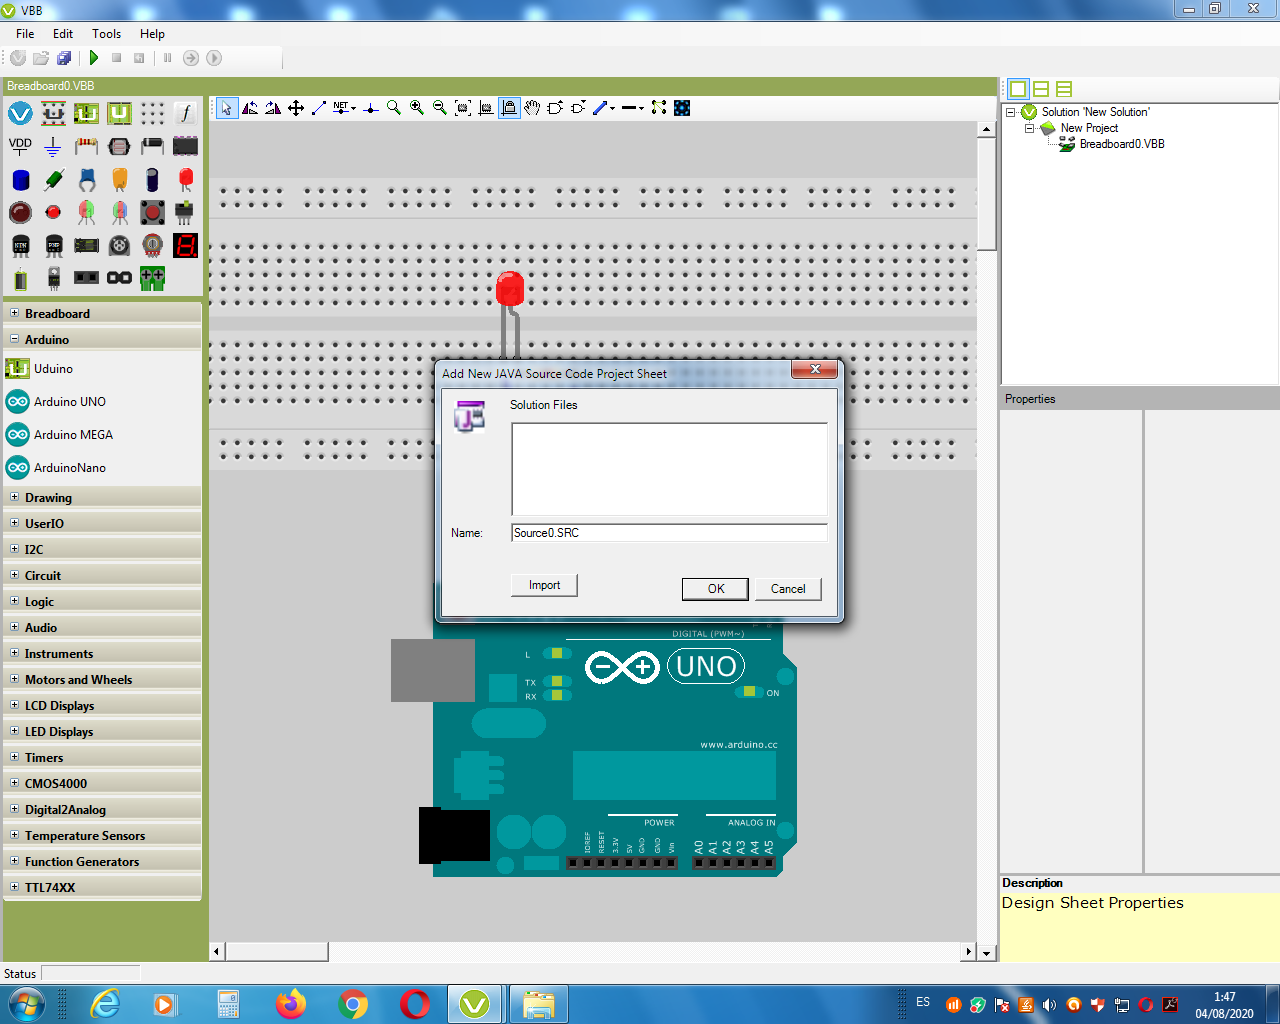 VBB
File Edit Tools Help
Breadboard0.VBB
NET
VDD
NPN
PNP
Breadboard
Arduino
Uduino
Arduino UNO
Arduino MEGA
ArduinoNano
Drawing
UserIO
I2C
Circuit
Logic
Audio
Instruments
Motors and Wheels
LCD Displays
LED Displays
Timers
CMOS4000
Digital2Analog
Temperature Sensors
Function Generators
TTL74XX
Add New JAVA Source Code Project Sheet
Solution Files
Name: Source0.SRC
Import OK Cancel
DIGITAL (PWM~)
L
TX
RX
UNO
ON
www.arduino.cc
POWER ANALOG IN
IOREF RESET 3.3V 5V GND GND Vin A0 A1 A2 A3 A4 A5
Solution 'New Solution'
New Project
Breadboard0.VBB
Properties
Description
Design Sheet Properties
Status
ES 1:47
04/08/2020